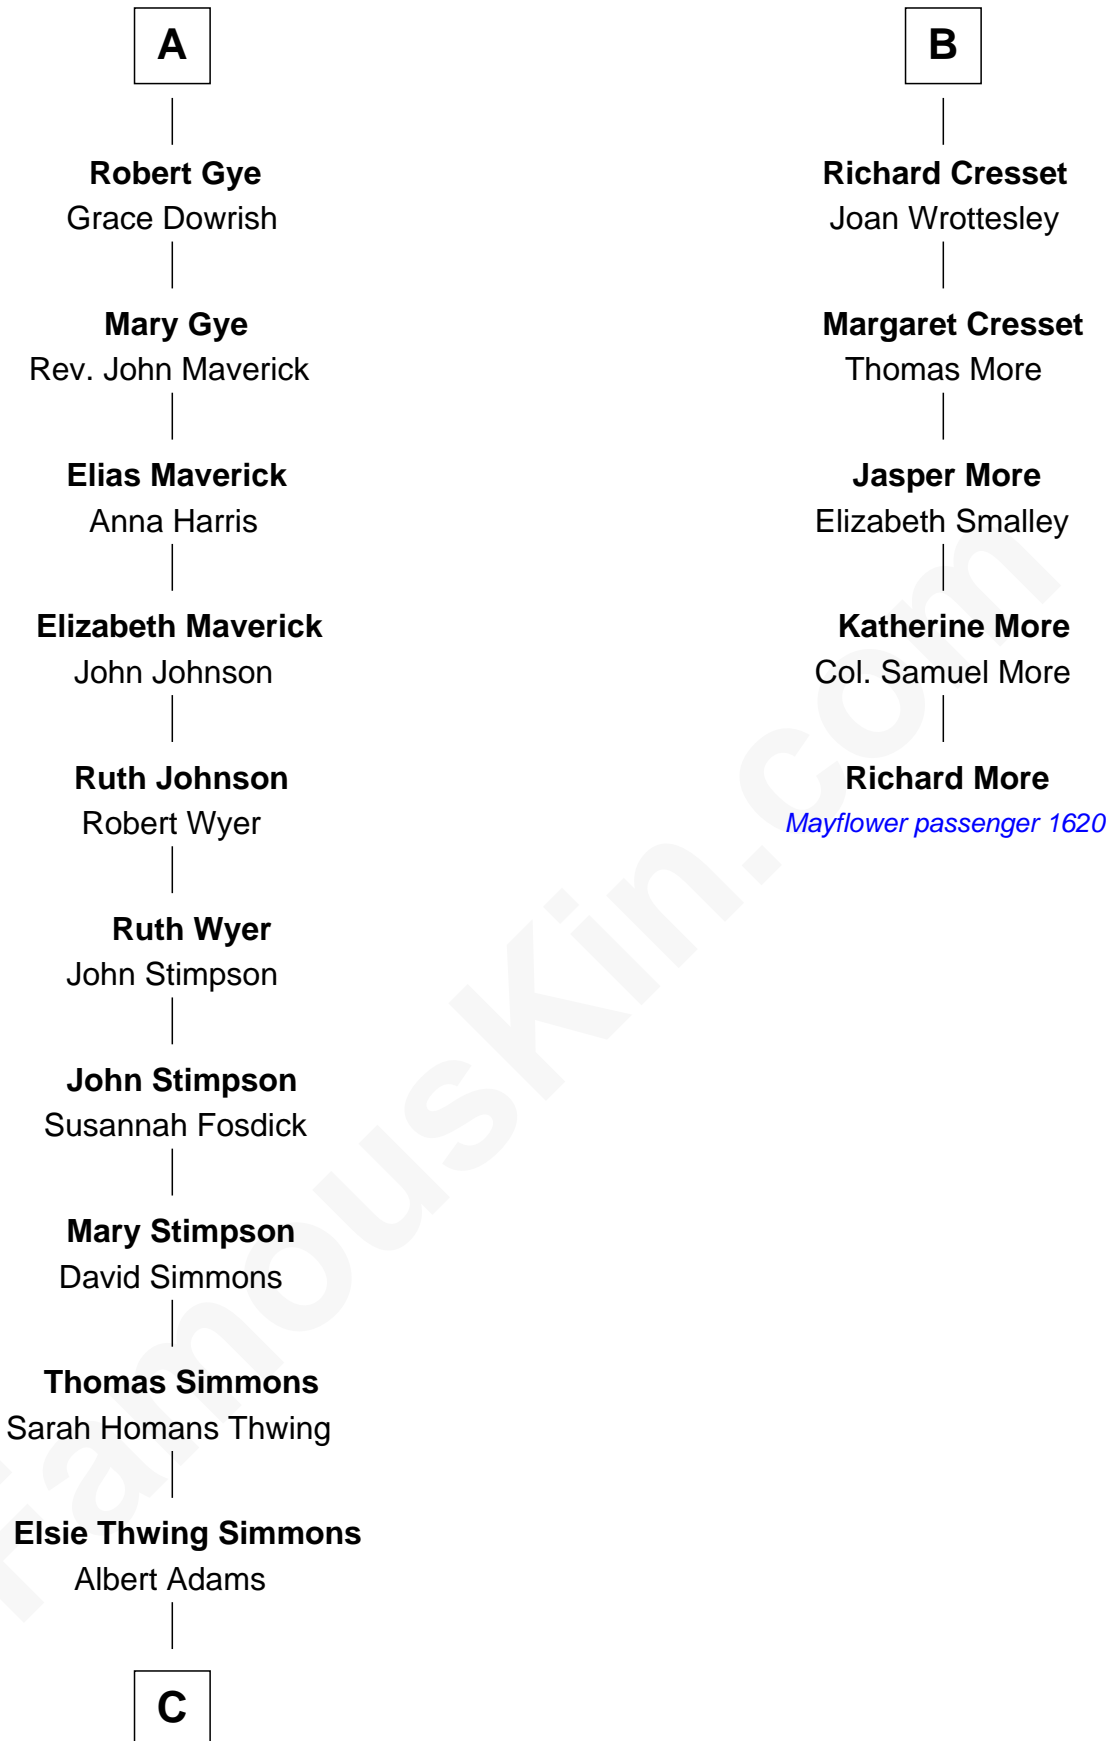 A
Robert Gye
Grace Dowrish
Mary Gye
Rev. John Maverick
Elias Maverick
Anna Harris
Elizabeth Maverick
John Johnson
Ruth Johnson
Robert Wyer
Ruth Wyer
John Stimpson
John Stimpson
Susannah Fosdick
Mary Stimpson
David Simmons
Thomas Simmons
Sarah Homans Thwing
Elsie Thwing Simmons
Albert Adams
C
B
Richard Cresset
Joan Wrottesley
Margaret Cresset
Thomas More
Jasper More
Elizabeth Smalley
Katherine More
Col. Samuel More
Richard More
Mayflower passenger 1620
FamousKin.com